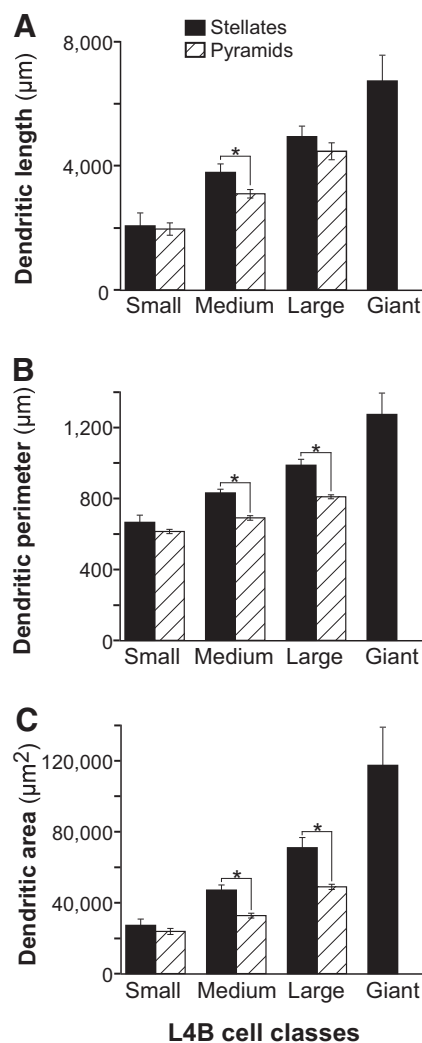 A
Stellates
Pyramids
Dendritic length (µm)
8,000
4,000
0
*
Small Medium Large Giant
B
Dendritic perimeter (µm)
1,200
800
400
0
*
*
Small Medium Large Giant
C
Dendritic area (µm²)
120,000
80,000
40,000
0
*
*
Small Medium Large Giant
L4B cell classes